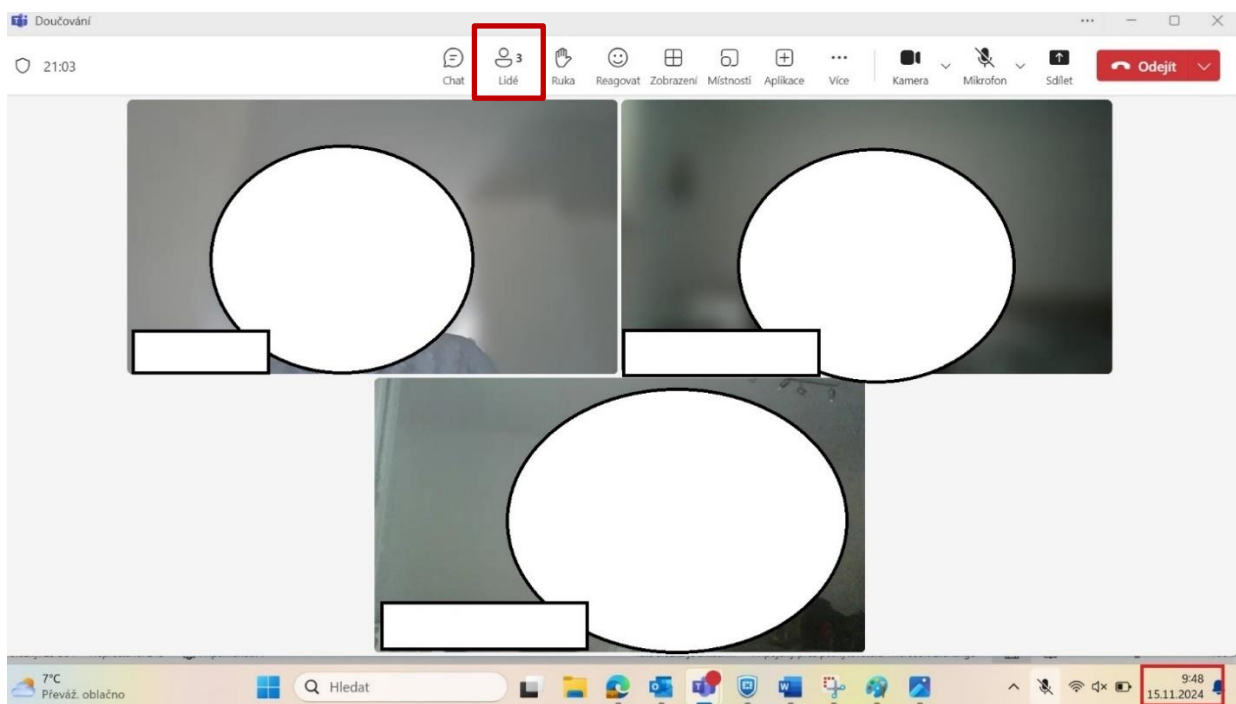 Doučování
21:03
Chat
3
Lidé
Ruka
Reagovat
Zobrazení
Místnosti
Aplikace
Více
Kamera
Mikrofon
Sdílet
Odejít
7°C
Převáž. oblačno
Hledat
9:48
15.11.2024